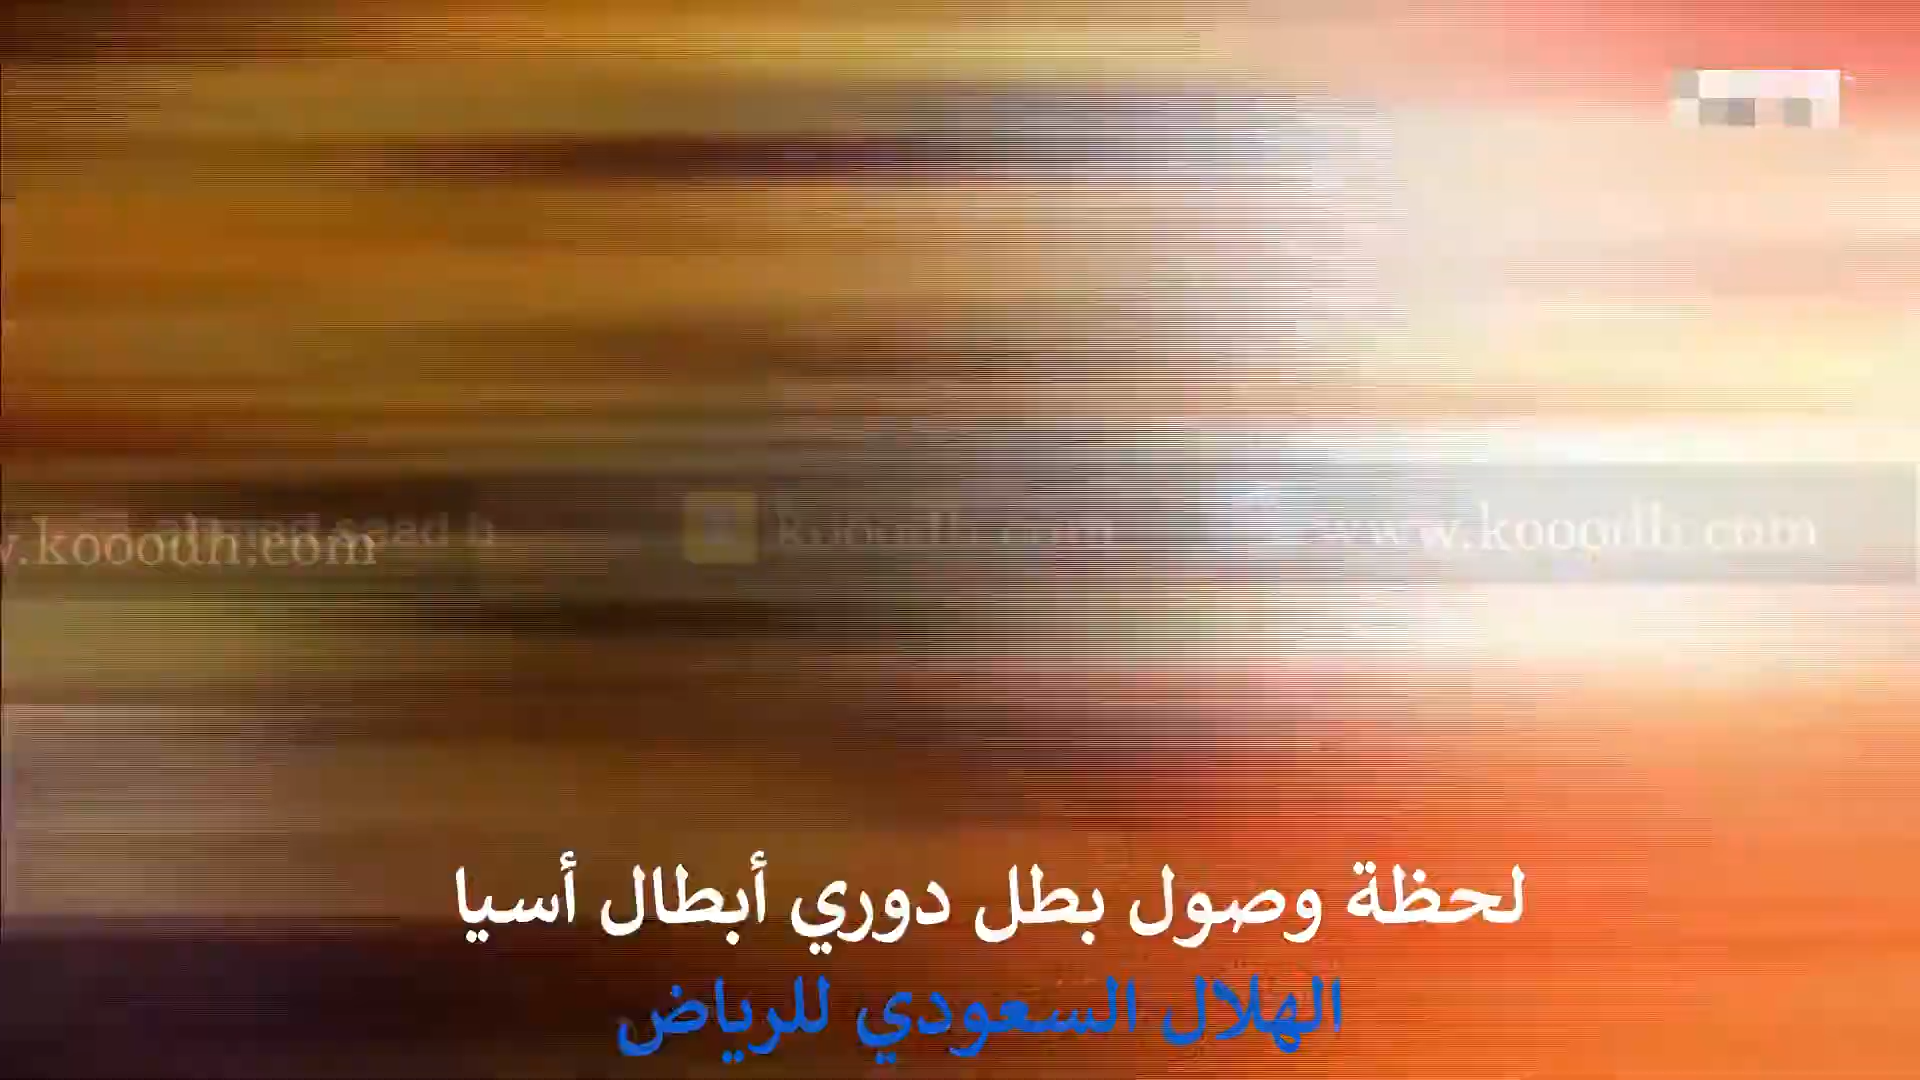 www.kooodh.com
لحظة وصول بطل دوري أبطال أسيا
الهلال السعودي للرياض